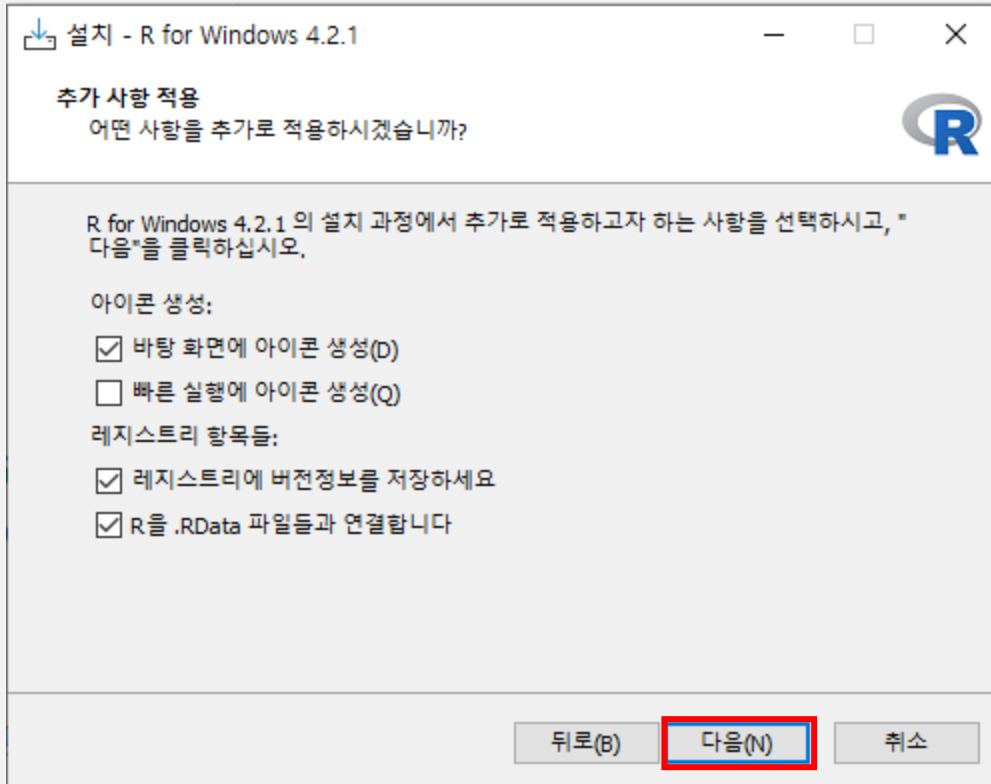 설치 - R for Windows 4.2.1
추가 사항 적용
어떤 사항을 추가로 적용하시겠습니까?
R
R for Windows 4.2.1 의 설치 과정에서 추가로 적용하고자 하는 사항을 선택하시고, "
다음"을 클릭하십시오.
아이콘 생성:
바탕 화면에 아이콘 생성(D)
빠른 실행에 아이콘 생성(Q)
레지스트리 항목들:
레지스트리에 버전정보를 저장하세요
R을 .RData 파일들과 연결합니다
뒤로(B) 다음(N) 취소